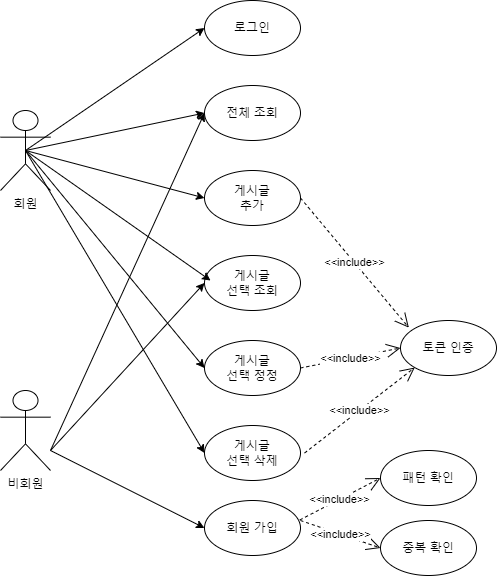 로그인
전체 조회
회원
게시글
추가
<<include>>
게시글
선택 조회
토큰 인증
게시글
선택 정정
<<include>>
<<include>>
게시글
선택 삭제
비회원
패턴 확인
<<include>>
회원 가입
<<include>>
중복 확인